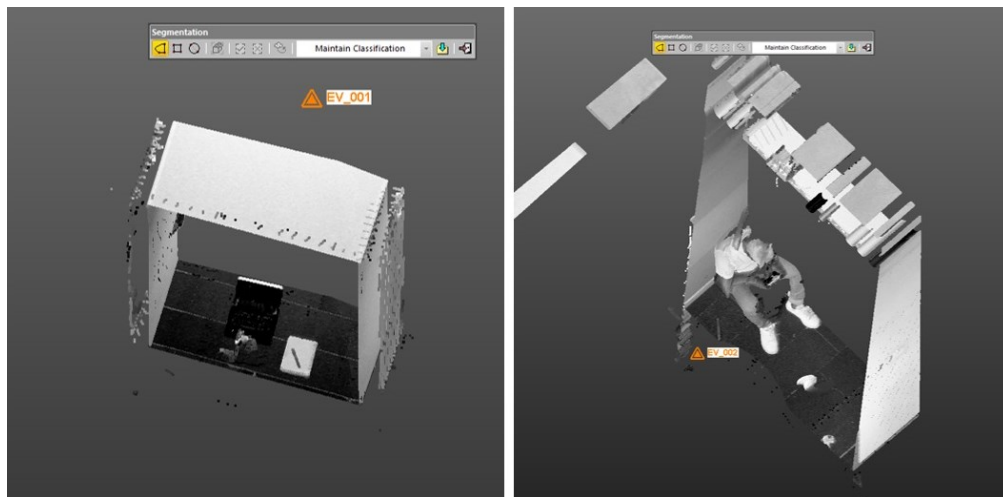 Segmentation
Maintain Classification
EV_001
Segmentation
Maintain Classification
EV_002